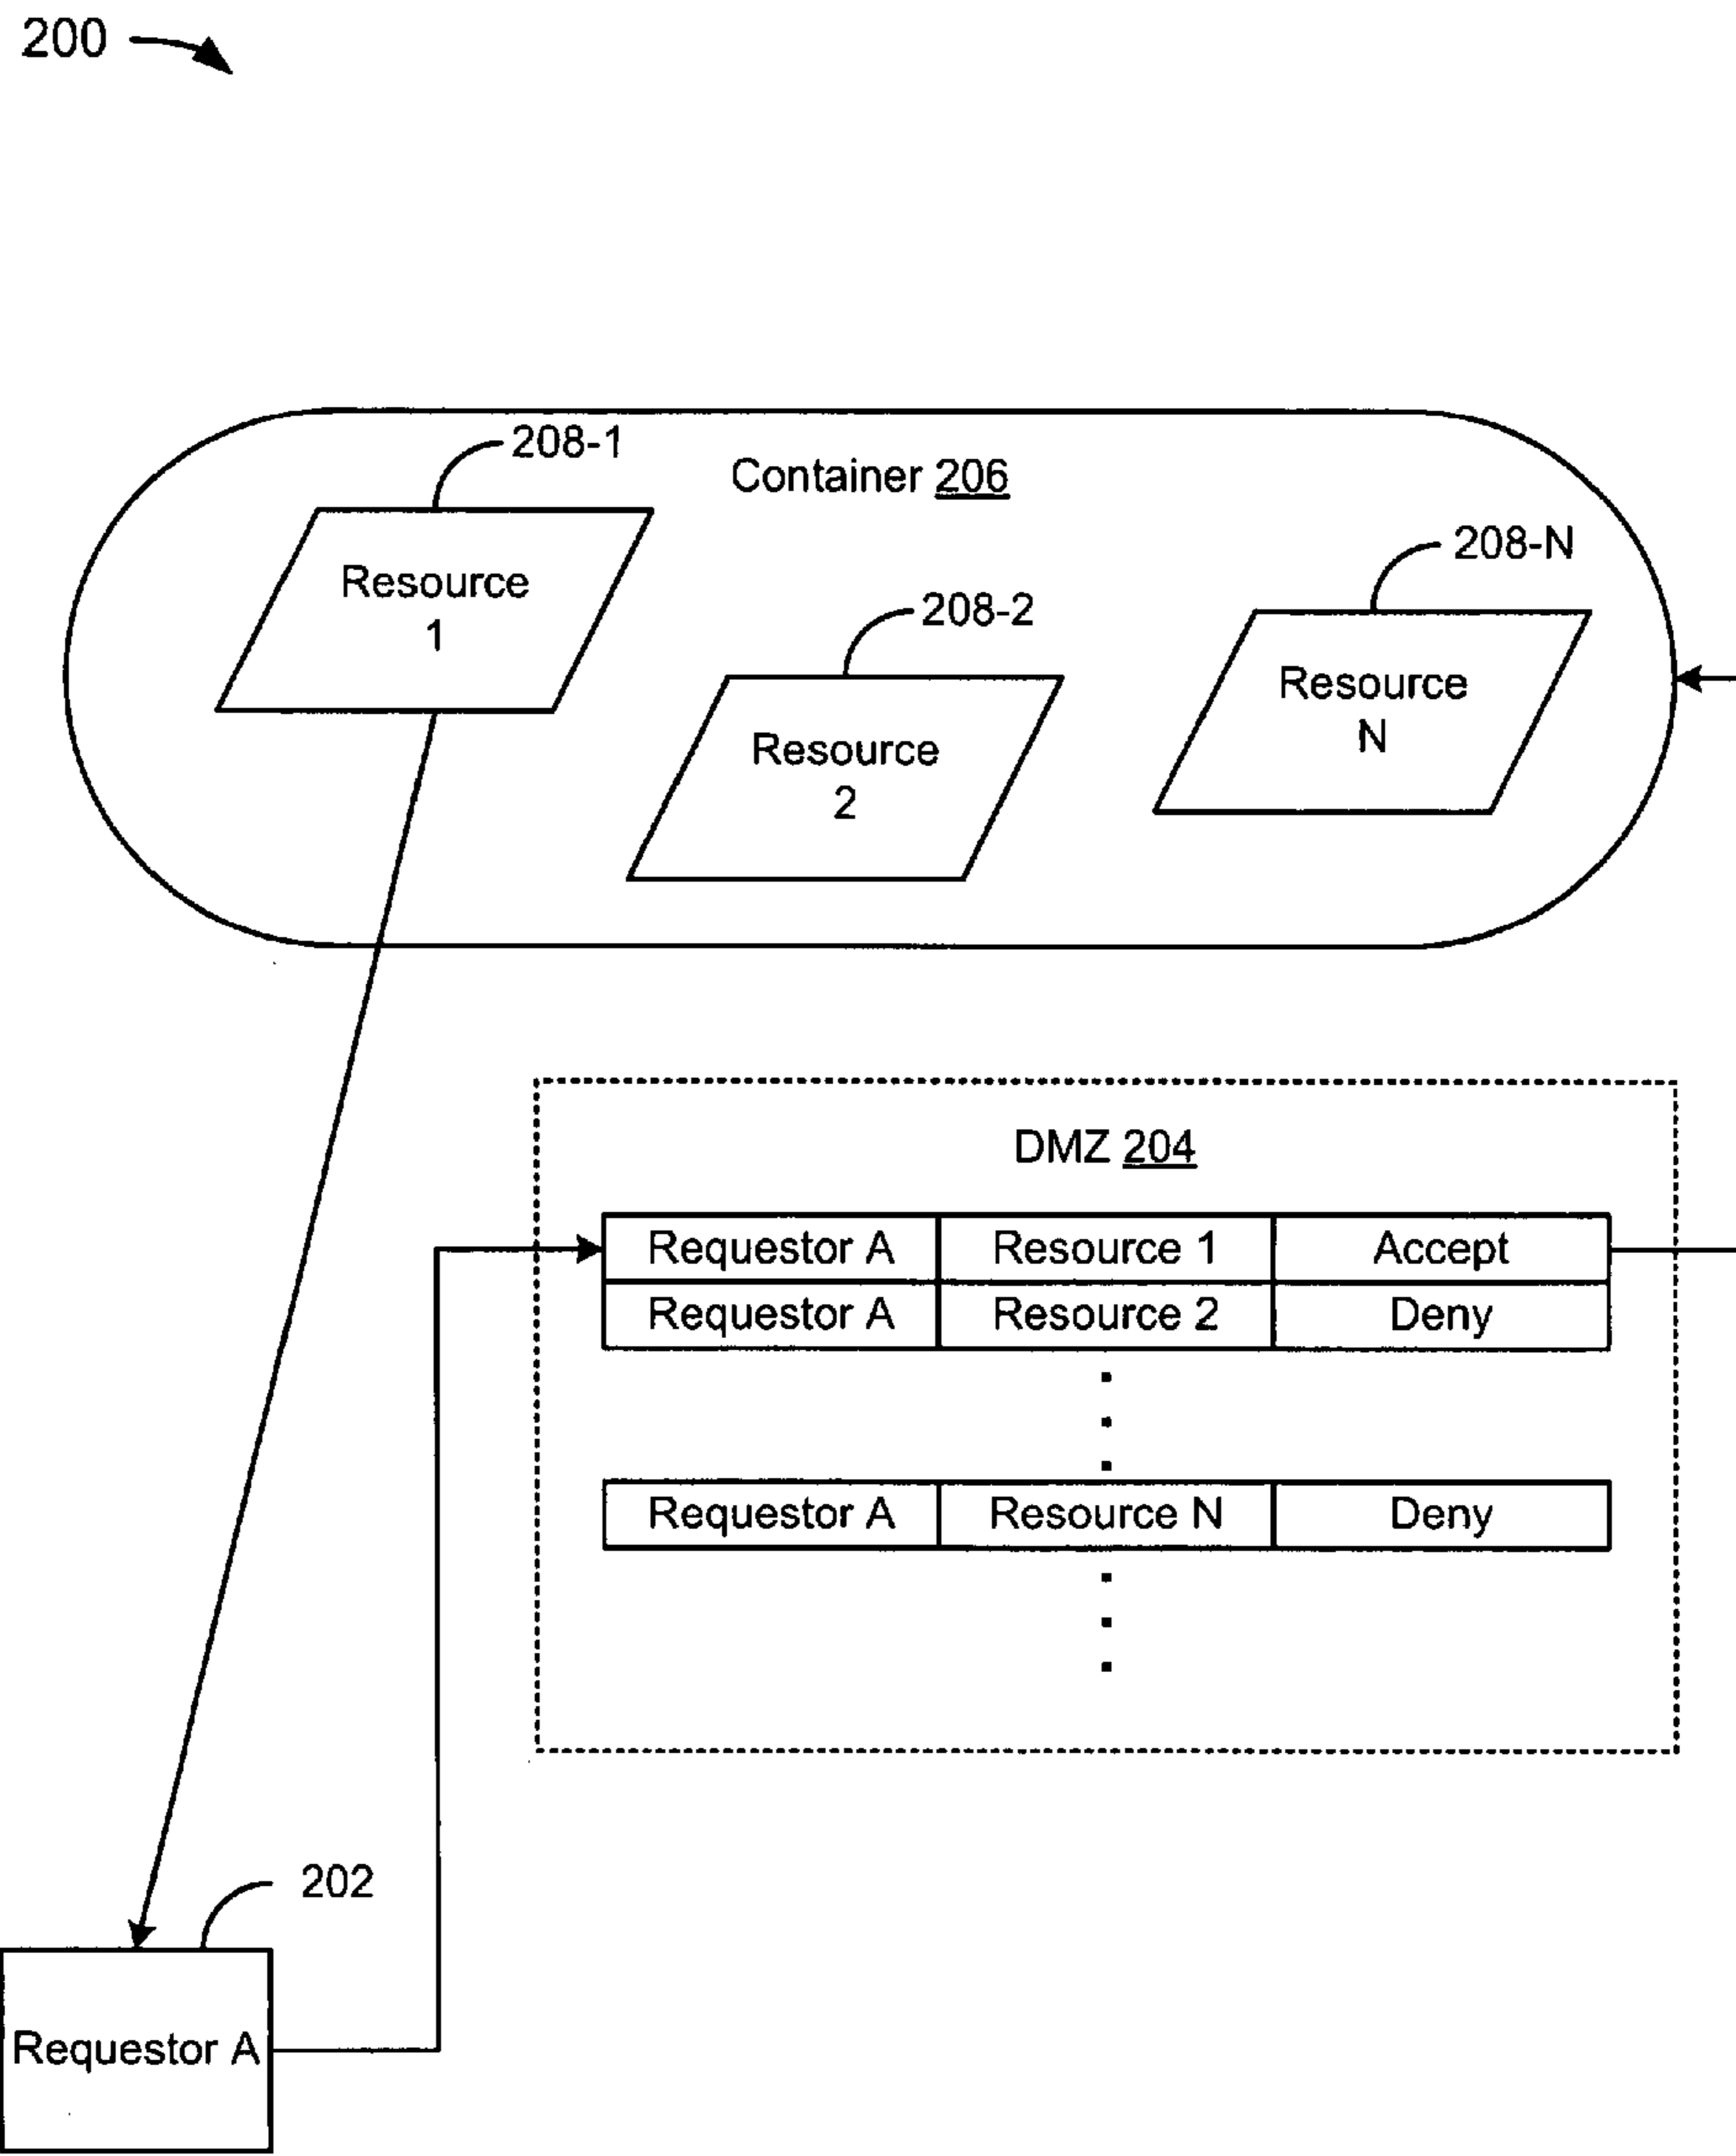 200
208-1
Container 206
208-N
Resource
1
208-2
Resource
N
Resource
2
DMZ 204
Requestor A Resource 1 Accept
Requestor A Resource 2 Deny
Requestor A Resource N Deny
202
Requestor A